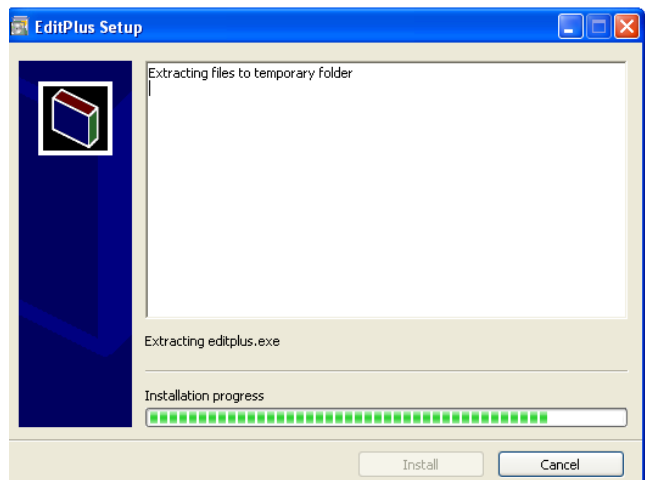 EditPlus Setup
Extracting files to temporary folder
Extracting editplus.exe
Installation progress
Install Cancel